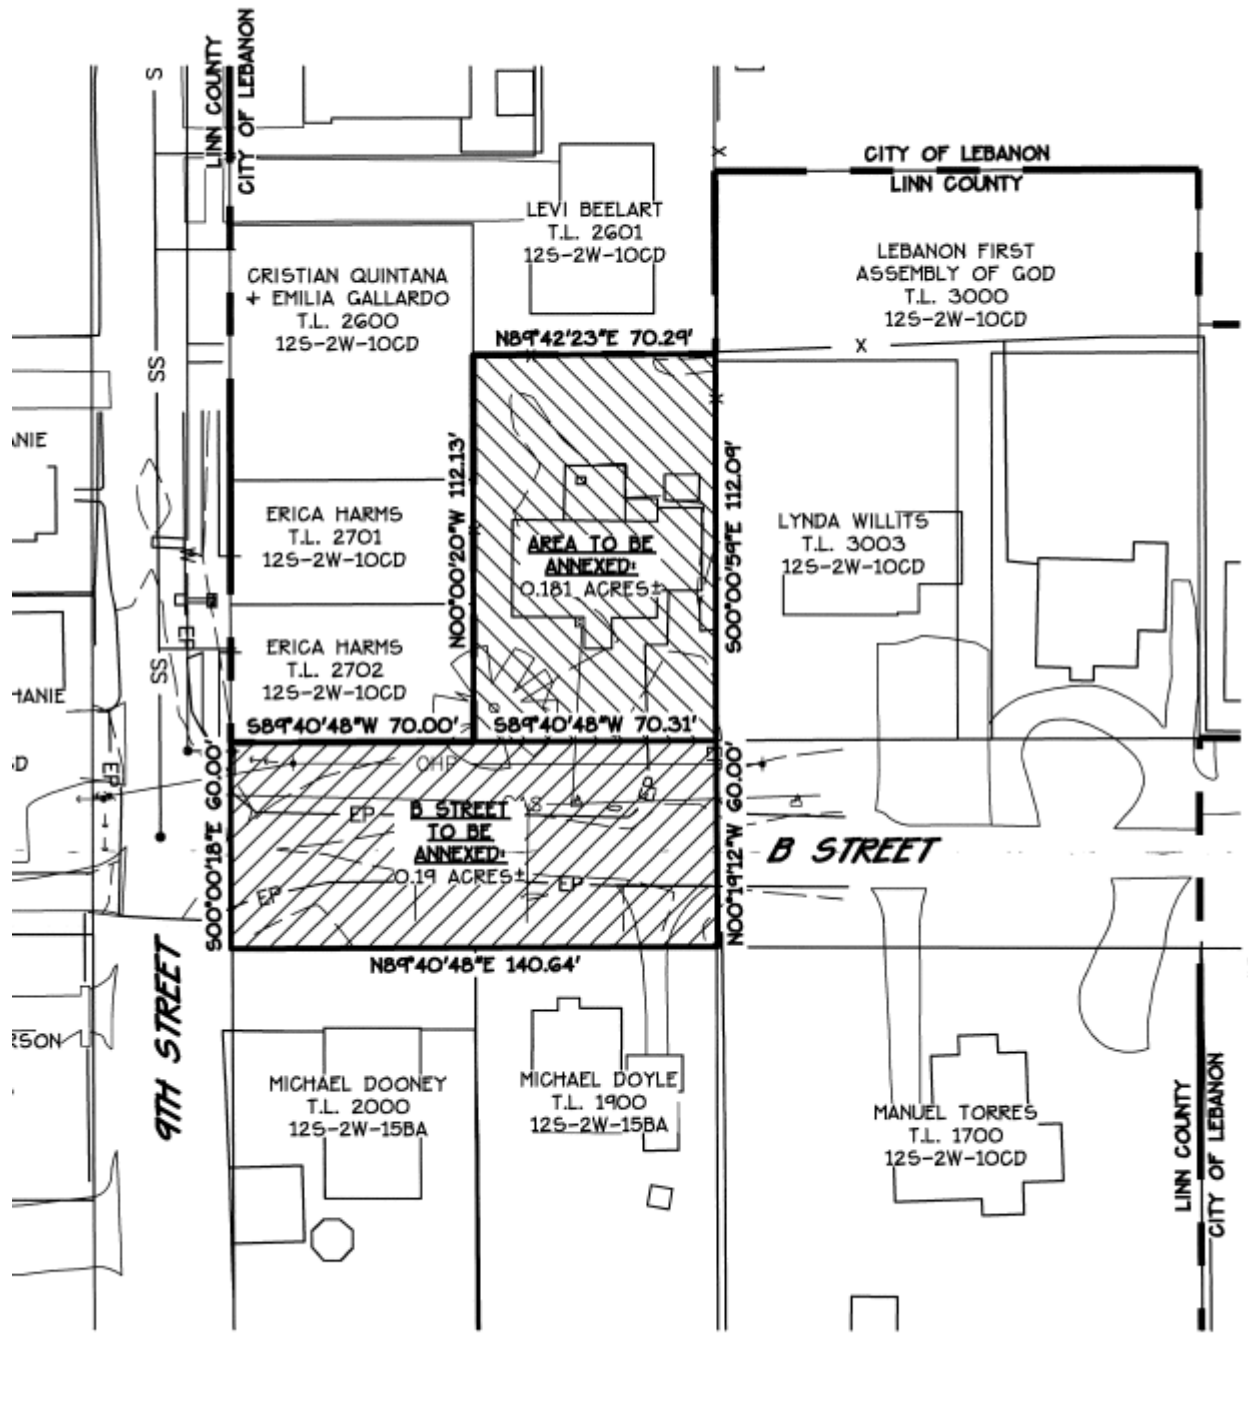 S
LINN COUNTY
CITY OF LEBANON
CITY OF LEBANON
LINN COUNTY
LEVI BEELART
T.L. 2601
12S-2W-10CD
CRISTIAN QUINTANA
+ EMILIA GALLARDO
T.L. 2600
12S-2W-10CD
LEBANON FIRST
ASSEMBLY OF GOD
T.L. 3000
12S-2W-10CD
N89°42'23"E 70.29'
X
X
SS
ANIE
N00°00'20"W 112.13'
S00°00'59"E 112.09'
ERICA HARMS
T.L. 2701
12S-2W-10CD
AREA TO BE
ANNEXED:
0.181 ACRES±
LYNDA WILLITS
T.L. 3003
12S-2W-10CD
W
EP
SS
ERICA HARMS
T.L. 2702
12S-2W-10CD
HANIE
S89°40'48"W 70.00'
S89°40'48"W 70.31'
D
EP
S00°00'18"E 60.00'
OHP
EP
B STREET
TO BE
ANNEXED:
0.19 ACRES±
EP
EP
N00°19'12"W 60.00'
B STREET
N89°40'48"E 140.64'
9TH STREET
RSON
MICHAEL DOONEY
T.L. 2000
12S-2W-15BA
MICHAEL DOYLE
T.L. 1900
12S-2W-15BA
MANUEL TORRES
T.L. 1700
12S-2W-10CD
LINN COUNTY
CITY OF LEBANON